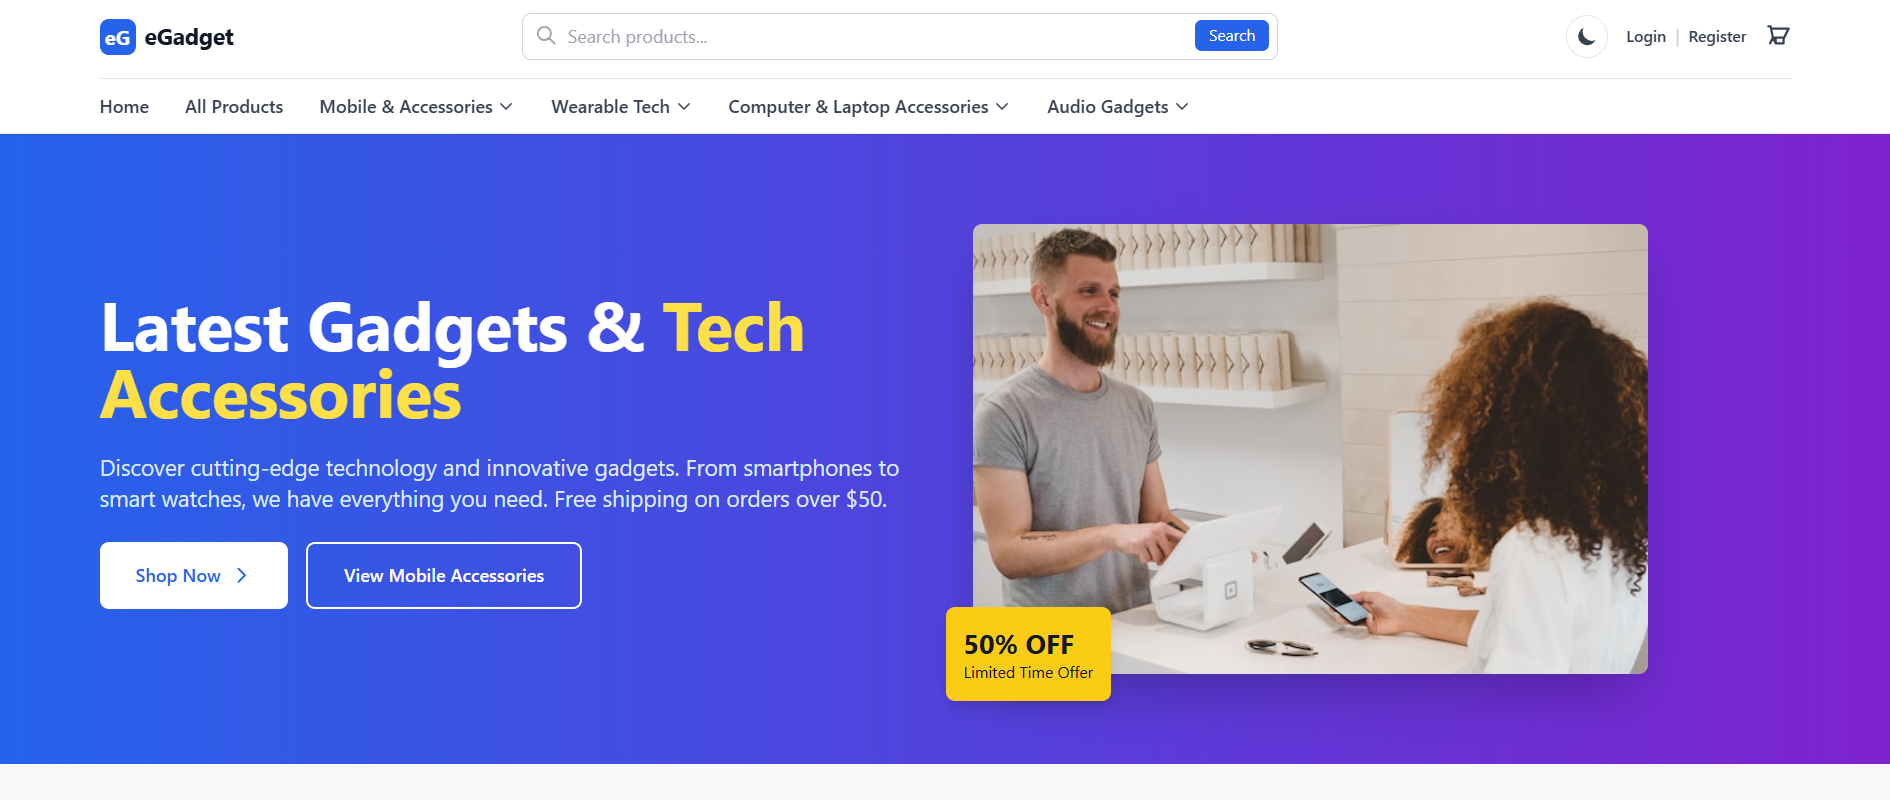 eG eGadget
Search products...
Search
Login | Register
Home
All Products
Mobile & Accessories
Wearable Tech
Computer & Laptop Accessories
Audio Gadgets
Latest Gadgets & Tech
Accessories
Discover cutting-edge technology and innovative gadgets. From smartphones to
smart watches, we have everything you need. Free shipping on orders over $50.
Shop Now
View Mobile Accessories
50% OFF
Limited Time Offer